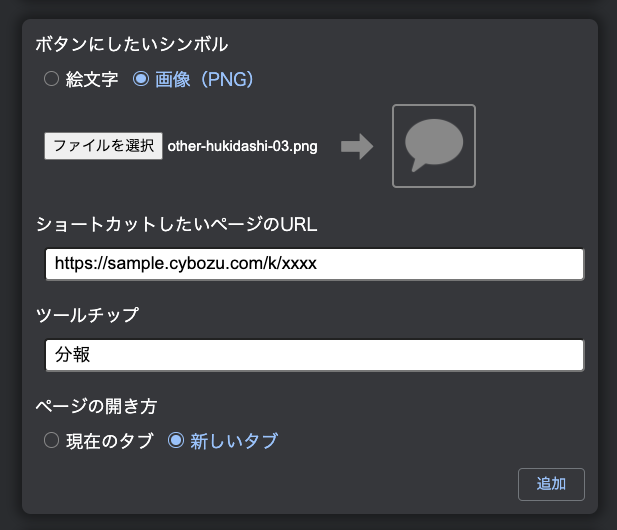 ボタンにしたいシンボル
絵文字 画像（PNG）
ファイルを選択 other-hukidashi-03.png
ショートカットしたいページのURL
https://sample.cybozu.com/k/xxxx
ツールチップ
分報
ページの開き方
現在のタブ 新しいタブ
追加